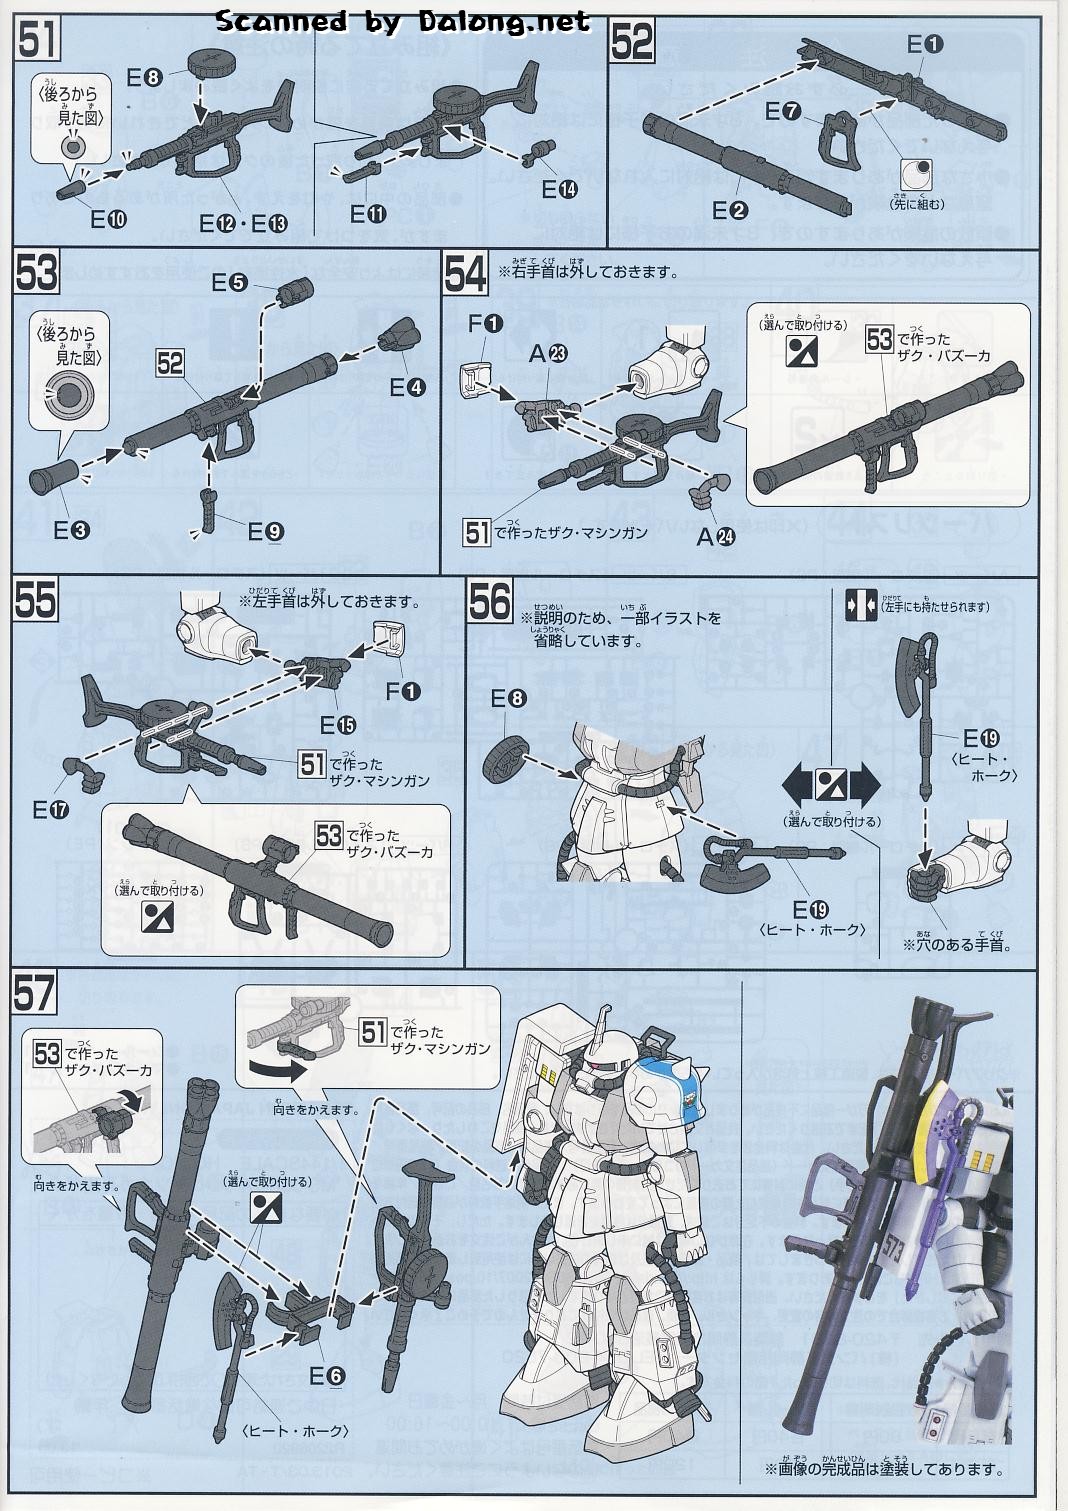 Scanned by Dalong.net
51
E8
〈後ろから
見た図〉
E10
E12・E13
E11
E14
52
E1
E7
E2
(先に組む)
53
〈後ろから
見た図〉
E5
52
E4
E3
E9
54
※右手首は外しておきます。
F1
A23
51で作ったザク・マシンガン
A24
(選んで取り付ける)
53で作った
ザク・バズーカ
55
※左手首は外しておきます。
F1
E15
E17
51で作った
ザク・マシンガン
53で作った
ザク・バズーカ
(選んで取り付ける)
56
※説明のため、一部イラストを
省略しています。
E8
E19
〈ヒート・ホーク〉
(選んで取り付ける)
(左手にも持たせられます)
E19
〈ヒート・
ホーク〉
※穴のある手首。
57
53で作った
ザク・バズーカ
向きをかえます。
51で作った
ザク・マシンガン
向きをかえます。
(選んで取り付ける)
E6
〈ヒート・ホーク〉
573
※画像の完成品は塗装してあります。